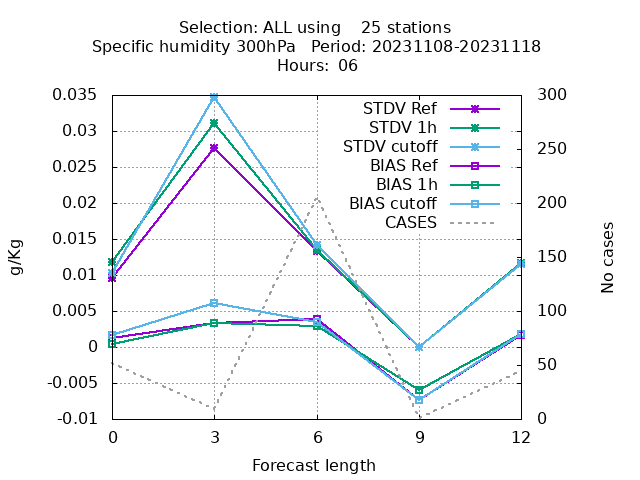 Selection: ALL using    25 stations
Specific humidity 300hPa   Period: 20231108-20231118
Hours: 06
0.035
0.03
0.025
0.02
0.015
0.01
0.005
0
-0.005
-0.01
g/Kg
STDV Ref
STDV 1h
STDV cutoff
BIAS Ref
BIAS 1h
BIAS cutoff
CASES
300
250
200
150
100
50
0
No cases
0 3 6 9 12
Forecast length